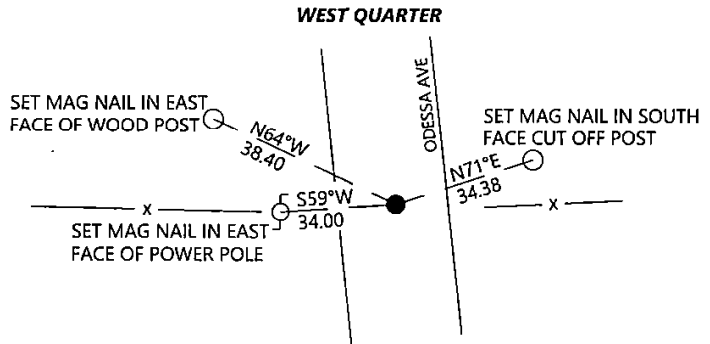 WEST QUARTER
ODESSA AVE
SET MAG NAIL IN EAST
FACE OF WOOD POST
N64°W
38.40
SET MAG NAIL IN SOUTH
FACE CUT OFF POST
N71°E
34.38
S59°W
34.00
x
x
SET MAG NAIL IN EAST
FACE OF POWER POLE